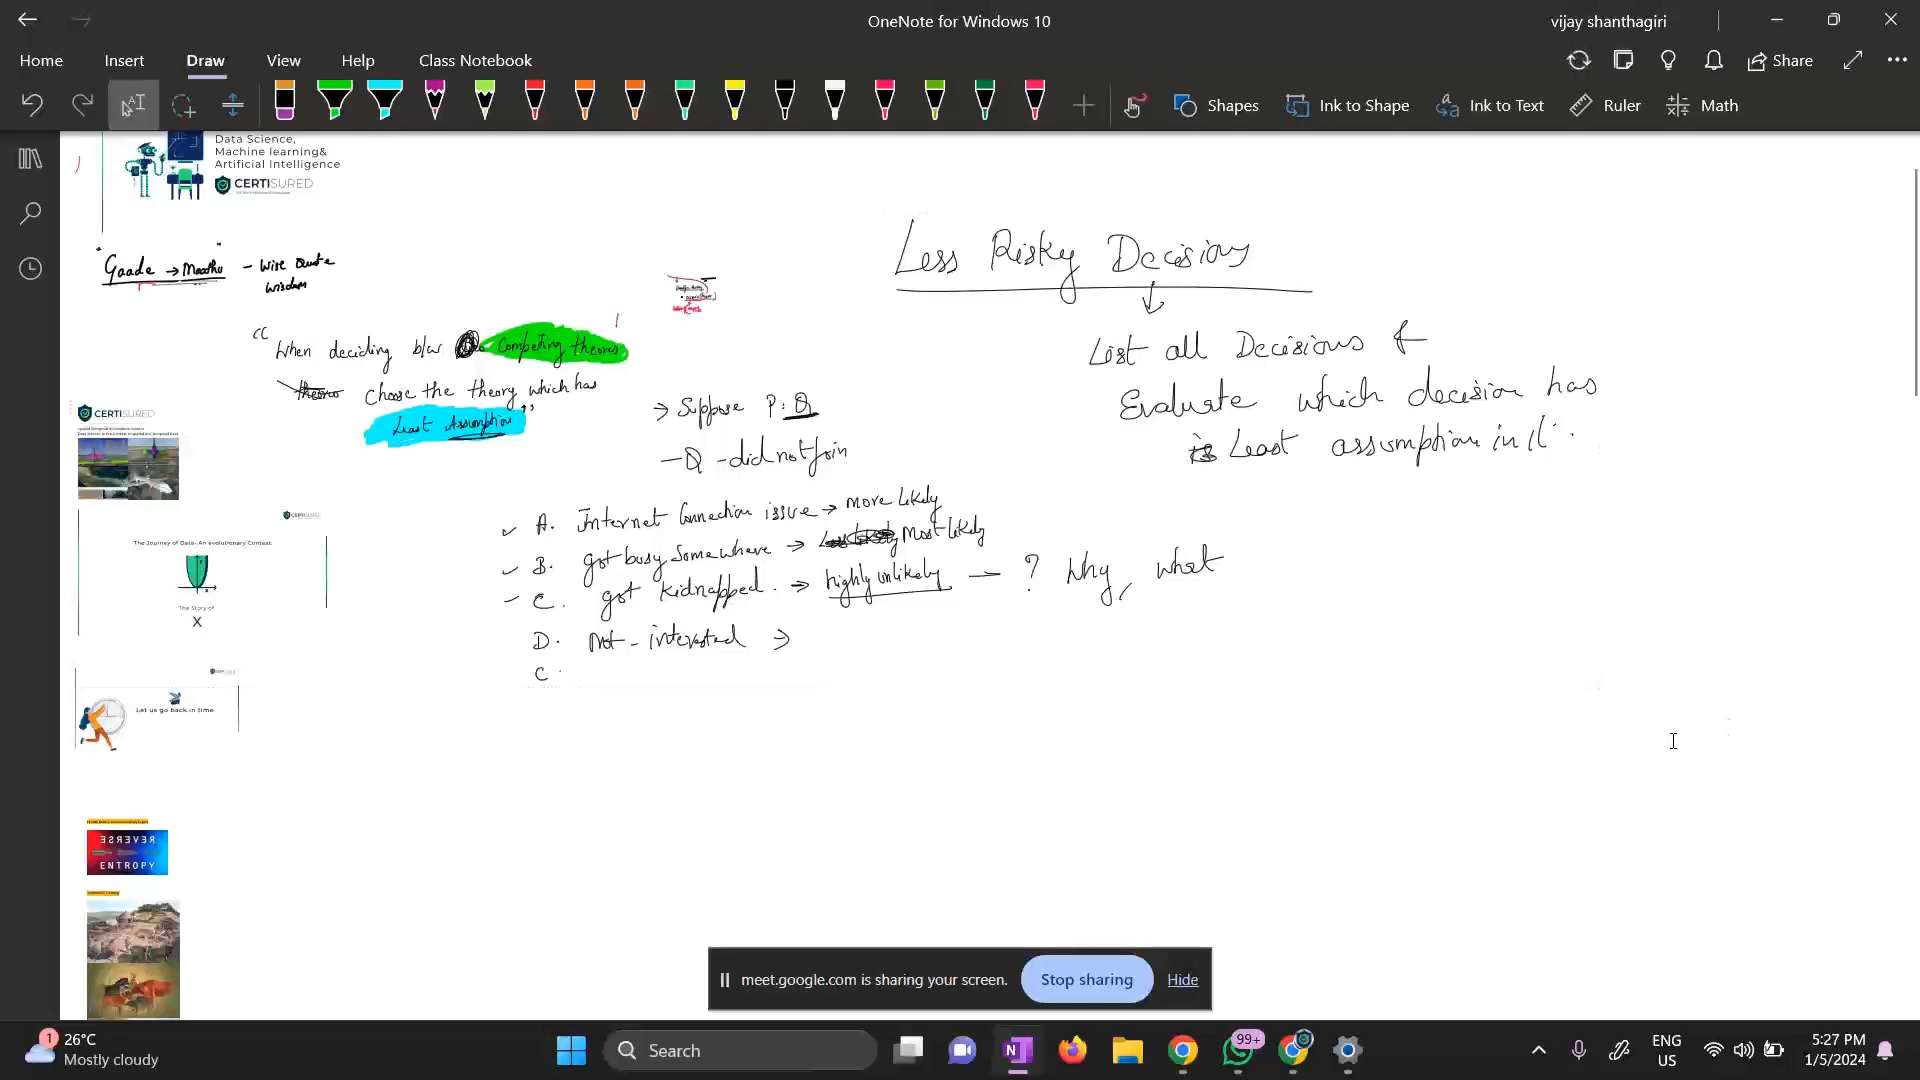 OneNote for Windows 10
vijay shanthagiri
Home
Insert
Draw
View
Help
Class Notebook
Share
Shapes
Ink to Shape
Ink to Text
Ruler
Math
Data Science,
Machine learning&
Artificial Intelligence
CERTISURED
"Gaade → Maathu" - Wise Quote
Wisdom
"When deciding b/w Competing theories
choose the theory which has
Least Assumption"
→ Suppose P: Q
- Q - did not join
A. Internet Connection issue → more likely
B. got busy somewhere → Most likely
C. got kidnapped. → highly unlikely — ? Why, what
D. not-interested →
C.
Less Risky Decisions
List all Decisions &
Evaluate which decision has
Least assumption in it.
CERTISURED
The Journey of Data- An evolutionary Context.
The Story of
X
Let us go back in time
REVERSE
ENTROPY
meet.google.com is sharing your screen.
Stop sharing
Hide
1
26°C
Mostly cloudy
Search
99+
ENG
US
5:27 PM
1/5/2024